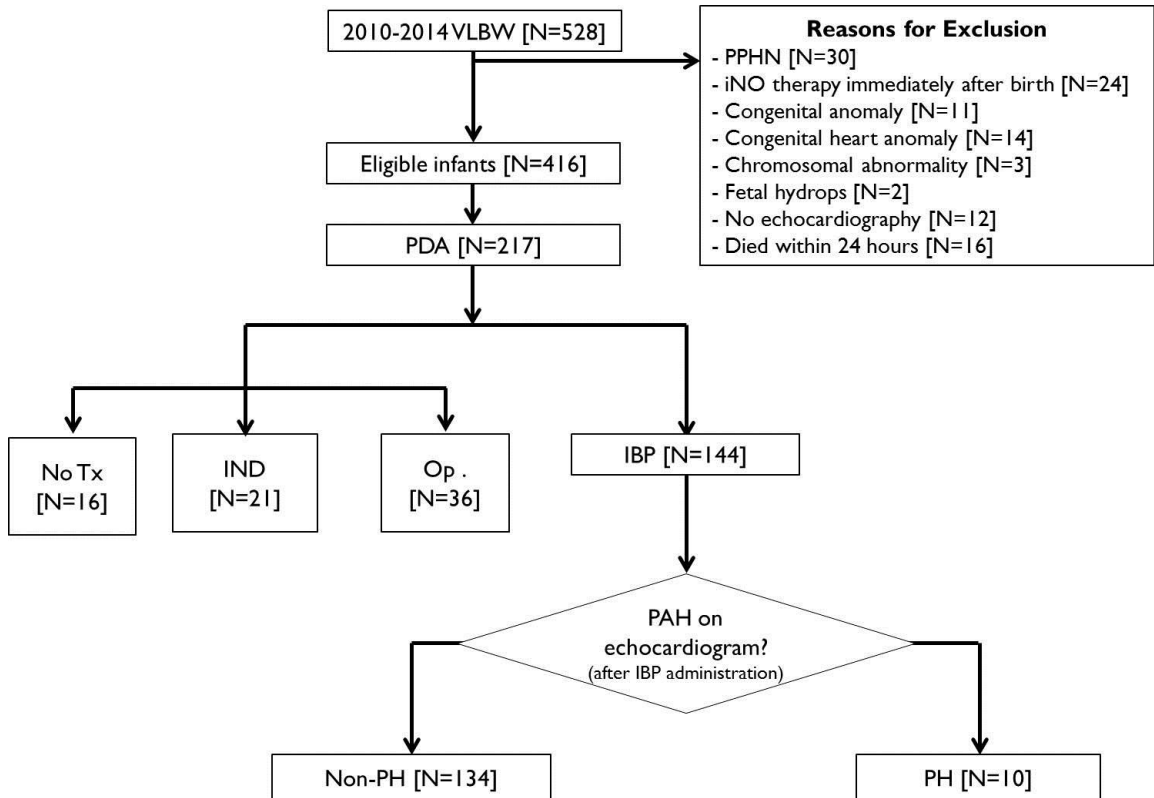 2010-2014 VLBW [N=528]
Reasons for Exclusion
- PPHN [N=30]
- iNO therapy immediately after birth [N=24]
- Congenital anomaly [N=11]
- Congenital heart anomaly [N=14]
- Chromosomal abnormality [N=3]
- Fetal hydrops [N=2]
- No echocardiography [N=12]
- Died within 24 hours [N=16]
Eligible infants [N=416]
PDA [N=217]
No Tx
[N=16]
IND
[N=21]
Op .
[N=36]
IBP [N=144]
PAH on
echocardiogram?
(after IBP administration)
Non-PH [N=134]
PH [N=10]